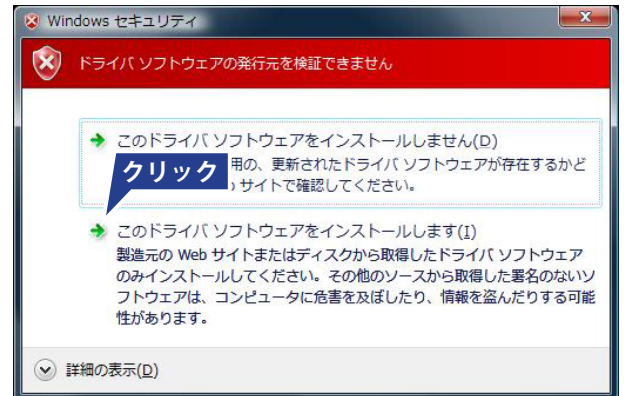 Windows セキュリティ
ドライバ ソフトウェアの発行元を検証できません
このドライバ ソフトウェアをインストールしません(D)
クリック
用の、更新されたドライバ ソフトウェアが存在するかど
サイトで確認してください。
このドライバ ソフトウェアをインストールします(I)
製造元の Web サイトまたはディスクから取得したドライバ ソフトウェア
のみインストールしてください。その他のソースから取得した署名のないソ
フトウェアは、コンピュータに危害を及ぼしたり、情報を盗んだりする可能
性があります。
詳細の表示(D)